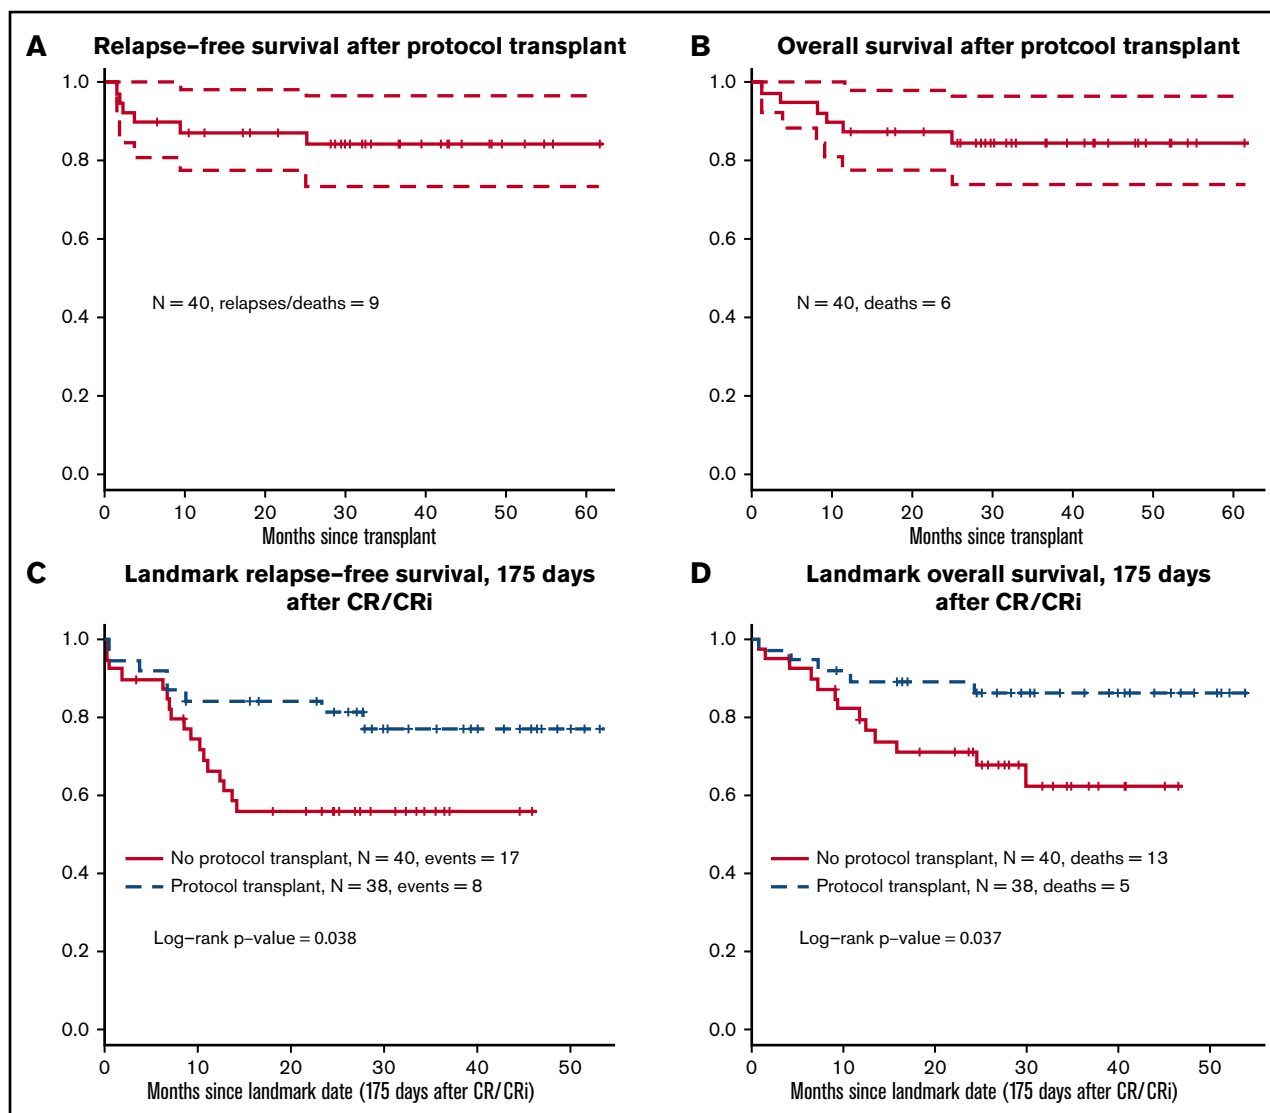 A
Relapse–free survival after protocol transplant
1.0
0.8
0.6
0.4
0.2
0.0
N = 40, relapses/deaths = 9
0 10 20 30 40 50 60
Months since transplant
B
Overall survival after protcool transplant
1.0
0.8
0.6
0.4
0.2
0.0
N = 40, deaths = 6
0 10 20 30 40 50 60
Months since transplant
C
Landmark relapse–free survival, 175 days
after CR/CRi
1.0
0.8
0.6
0.4
0.2
0.0
No protocol transplant, N = 40, events = 17
Protocol transplant, N = 38, events = 8
Log–rank p–value = 0.038
0 10 20 30 40 50
Months since landmark date (175 days after CR/CRi)
D
Landmark overall survival, 175 days
after CR/CRi
1.0
0.8
0.6
0.4
0.2
0.0
No protocol transplant, N = 40, deaths = 13
Protocol transplant, N = 38, deaths = 5
Log–rank p–value = 0.037
0 10 20 30 40 50
Months since landmark date (175 days after CR/CRi)